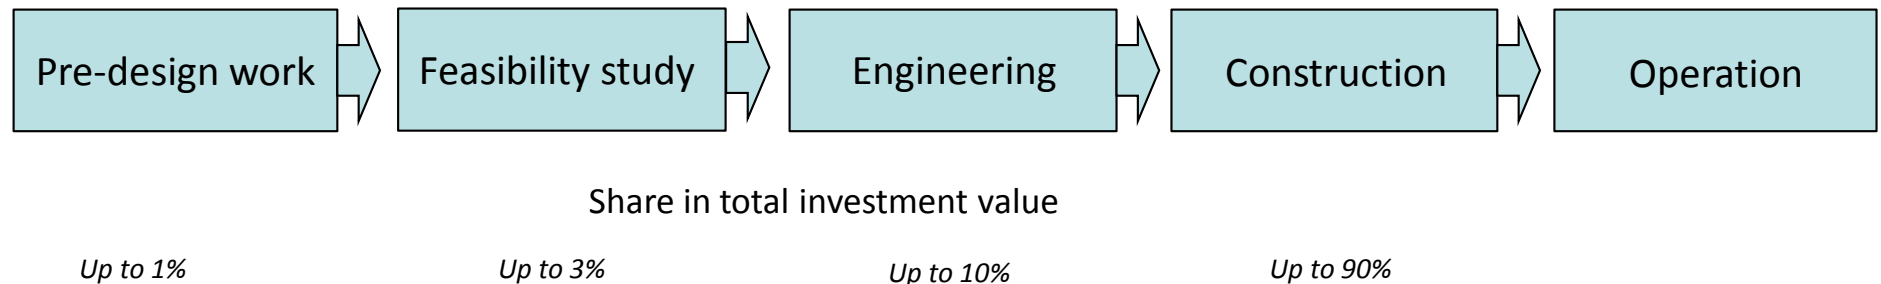 Pre-design work
Feasibility study
Engineering
Construction
Operation
Share in total investment value
Up to 1%
Up to 3%
Up to 10%
Up to 90%